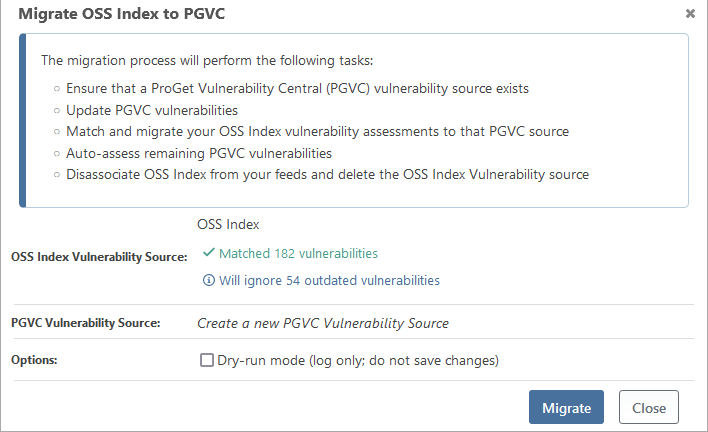 Migrate OSS Index to PGVC
The migration process will perform the following tasks:
Ensure that a ProGet Vulnerability Central (PGVC) vulnerability source exists
Update PGVC vulnerabilities
Match and migrate your OSS Index vulnerability assessments to that PGVC source
Auto-assess remaining PGVC vulnerabilities
Disassociate OSS Index from your feeds and delete the OSS Index Vulnerability source
OSS Index Vulnerability Source:
OSS Index
Matched 182 vulnerabilities
Will ignore 54 outdated vulnerabilities
PGVC Vulnerability Source: Create a new PGVC Vulnerability Source
Options: Dry-run mode (log only; do not save changes)
Migrate Close